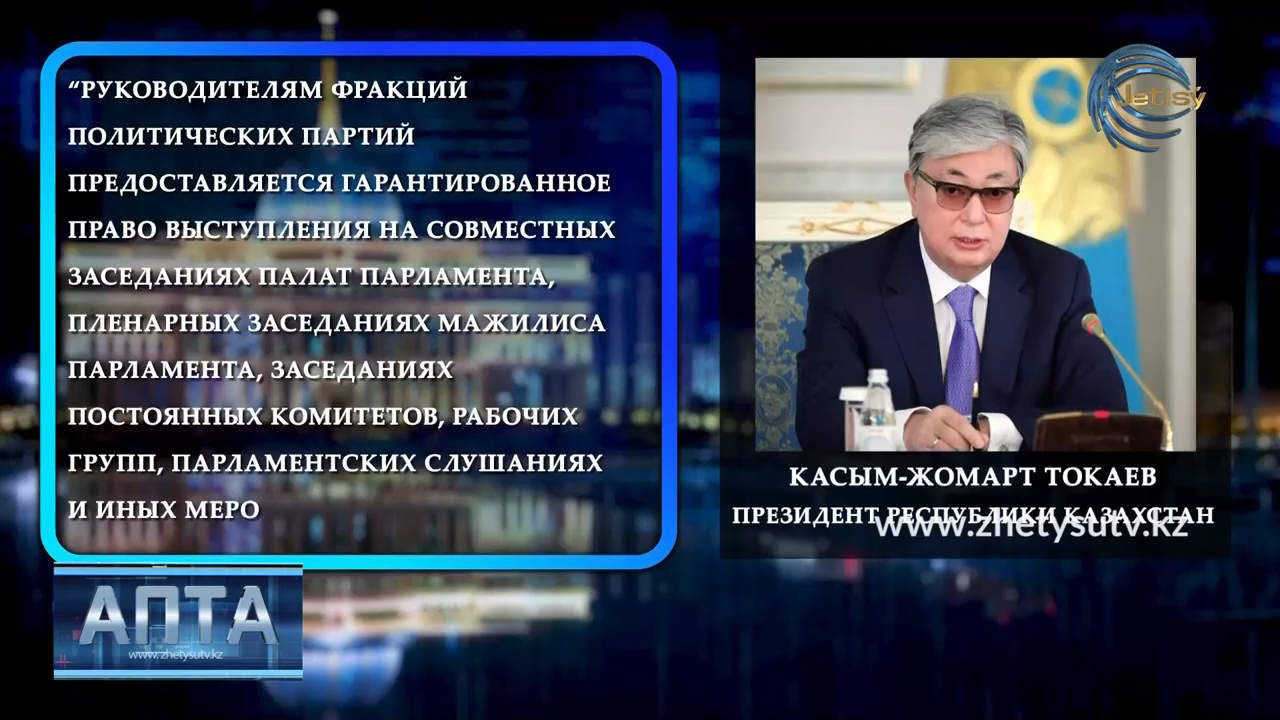 “РУКОВОДИТЕЛЯМ ФРАКЦИЙ
ПОЛИТИЧЕСКИХ ПАРТИЙ
ПРЕДОСТАВЛЯЕТСЯ ГАРАНТИРОВАННОЕ
ПРАВО ВЫСТУПЛЕНИЯ НА СОВМЕСТНЫХ
ЗАСЕДАНИЯХ ПАЛАТ ПАРЛАМЕНТА,
ПЛЕНАРНЫХ ЗАСЕДАНИЯХ МАЖИЛИСА
ПАРЛАМЕНТА, ЗАСЕДАНИЯХ
ПОСТОЯННЫХ КОМИТЕТОВ, РАБОЧИХ
ГРУПП, ПАРЛАМЕНТСКИХ СЛУШАНИЯХ
И ИНЫХ МЕРО
Jetisý
КАСЫМ-ЖОМАРТ ТОКАЕВ
ПРЕЗИДЕНТ РЕСПУБЛИКИ КАЗАХСТАН
www.zhetysutv.kz
АПТА
www.zhetysutv.kz